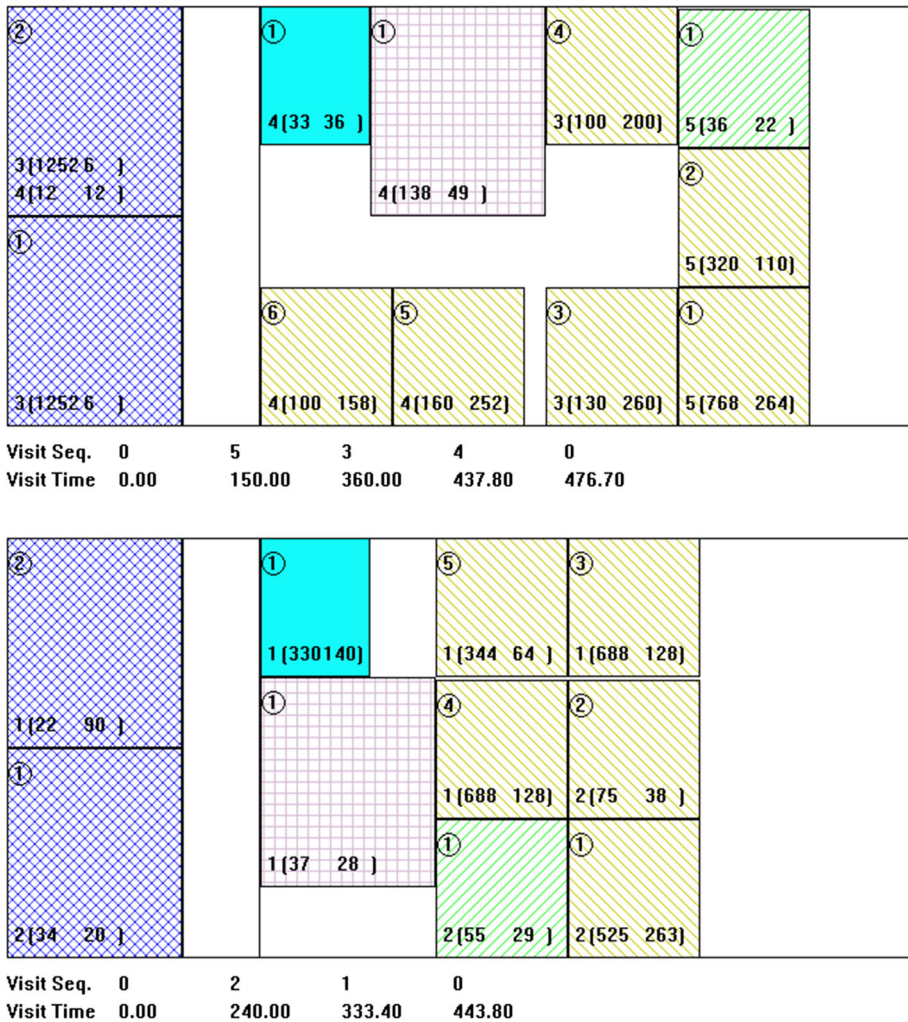 ② ① ① ④ ①
4(33 36 ) 3(100 200) 5(36 22 )
3(12526 ) ②
4(12 12 ) 4(138 49 )
① 5(320 110)
⑥ ⑤ ③ ①
3(12526 ) 4(100 158) 4(160 252) 3(130 260) 5(768 264)
Visit Seq. 0 5 3 4 0
Visit Time 0.00 150.00 360.00 437.80 476.70
② ① ⑤ ③
1(330140) 1(344 64 ) 1(688 128)
① ④ ②
1(22 90 )
① 1(688 128) 2(75 38 )
① ①
1(37 28 )
2(34 20 ) 2(55 29 ) 2(525 263)
Visit Seq. 0 2 1 0
Visit Time 0.00 240.00 333.40 443.80